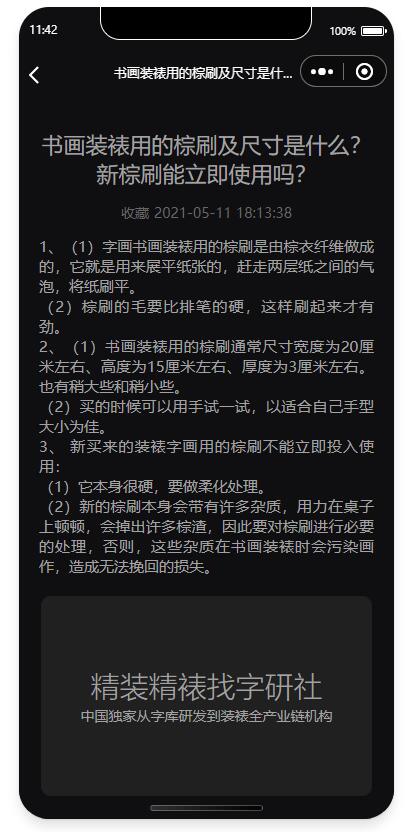 11:42
100%
书画装裱用的棕刷及尺寸是什...
书画装裱用的棕刷及尺寸是什么？
新棕刷能立即使用吗？
收藏 2021-05-11 18:13:38
1、（1）字画书画装裱用的棕刷是由棕衣纤维做成
的，它就是用来展平纸张的，赶走两层纸之间的气
泡，将纸刷平。
（2）棕刷的毛要比排笔的硬，这样刷起来才有
劲。
2、（1）书画装裱用的棕刷通常尺寸宽度为20厘
米左右、高度为15厘米左右、厚度为3厘米左右。
也有稍大些和稍小些。
（2）买的时候可以用手试一试，以适合自己手型
大小为佳。
3、 新买来的装裱字画用的棕刷不能立即投入使
用：
（1）它本身很硬，要做柔化处理。
（2）新的棕刷本身会带有许多杂质，用力在桌子
上顿顿，会掉出许多棕渣，因此要对棕刷进行必要
的处理，否则，这些杂质在书画装裱时会污染画
作，造成无法挽回的损失。
精装精裱找字研社
中国独家从字库研发到装裱全产业链机构